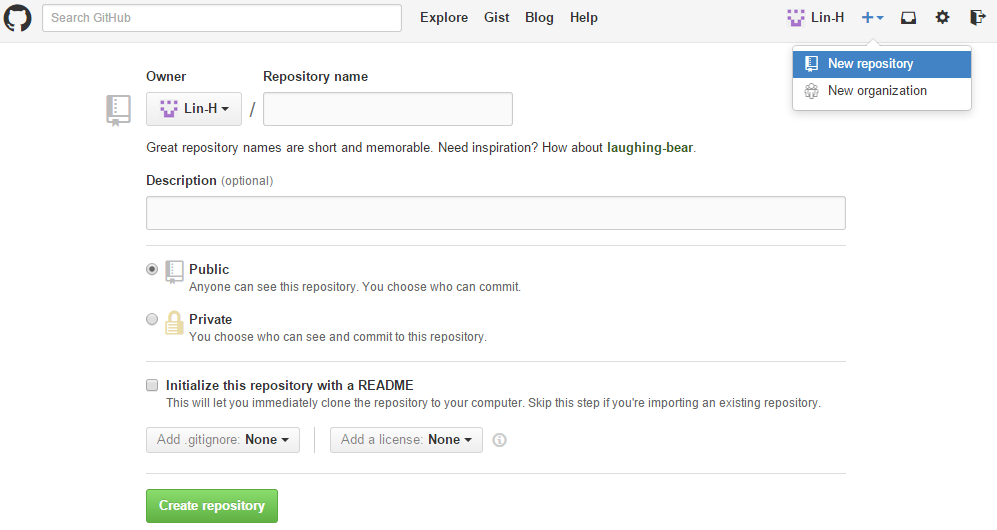 Search GitHub
Explore Gist Blog Help
Lin-H
New repository
New organization
Owner Repository name
Lin-H / 
Great repository names are short and memorable. Need inspiration? How about laughing-bear.
Description (optional)
Public
Anyone can see this repository. You choose who can commit.
Private
You choose who can see and commit to this repository.
Initialize this repository with a README
This will let you immediately clone the repository to your computer. Skip this step if you're importing an existing repository.
Add .gitignore: None Add a license: None
Create repository